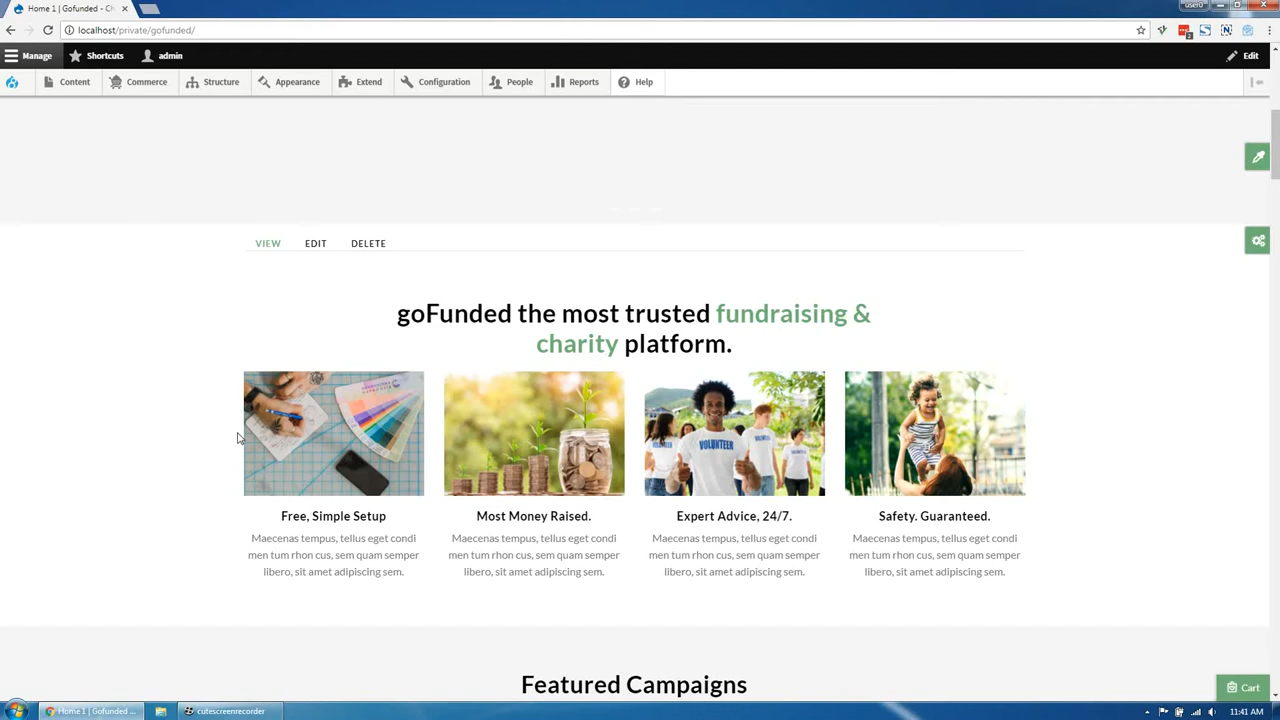 Home 1 | Gofunded - Ch
user0
localhost/private/gofunded/
Manage
Shortcuts
admin
Edit
Content
Commerce
Structure
Appearance
Extend
Configuration
People
Reports
Help
VIEW
EDIT
DELETE
goFunded the most trusted fundraising &
charity platform.
VOLUNTEER
VOLUNTEER
Free, Simple Setup
Most Money Raised.
Expert Advice, 24/7.
Safety. Guaranteed.
Maecenas tempus, tellus eget condi
men tum rhon cus, sem quam semper
libero, sit amet adipiscing sem.
Maecenas tempus, tellus eget condi
men tum rhon cus, sem quam semper
libero, sit amet adipiscing sem.
Maecenas tempus, tellus eget condi
men tum rhon cus, sem quam semper
libero, sit amet adipiscing sem.
Maecenas tempus, tellus eget condi
men tum rhon cus, sem quam semper
libero, sit amet adipiscing sem.
Featured Campaigns
Cart
Home 1 | Gofunded ...
cutescreenrecorder
11:41 AM